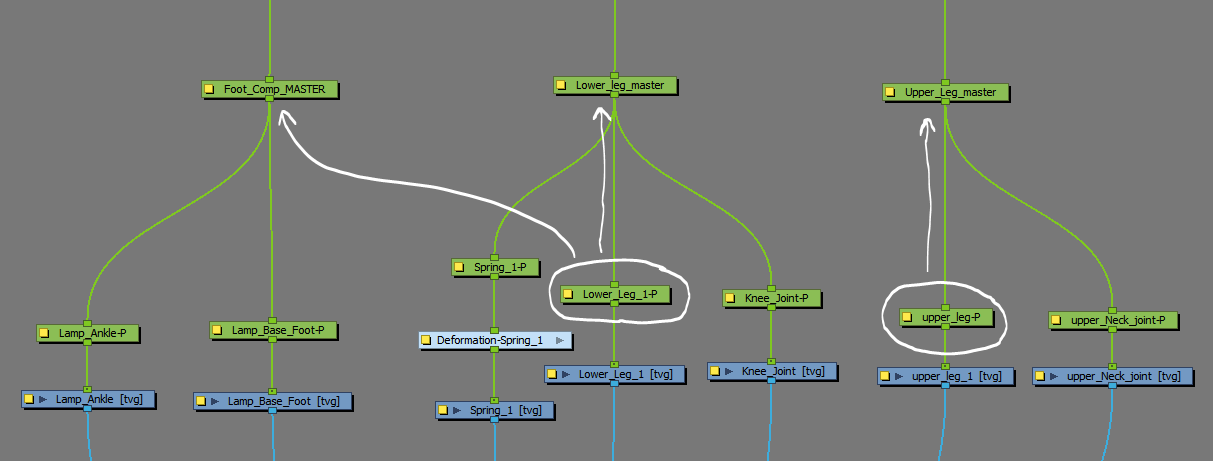 Foot_Comp_MASTER
Lower_leg_master
Upper_Leg_master
Spring_1-P
Lower_Leg_1-P
Knee_Joint-P
Lamp_Ankle-P
Lamp_Base_Foot-P
upper_leg-P
upper_Neck_joint-P
Deformation-Spring_1
Lower_Leg_1 [tvg]
Knee_Joint [tvg]
upper_leg_1 [tvg]
upper_Neck_joint [tvg]
Lamp_Ankle [tvg]
Lamp_Base_Foot [tvg]
Spring_1 [tvg]